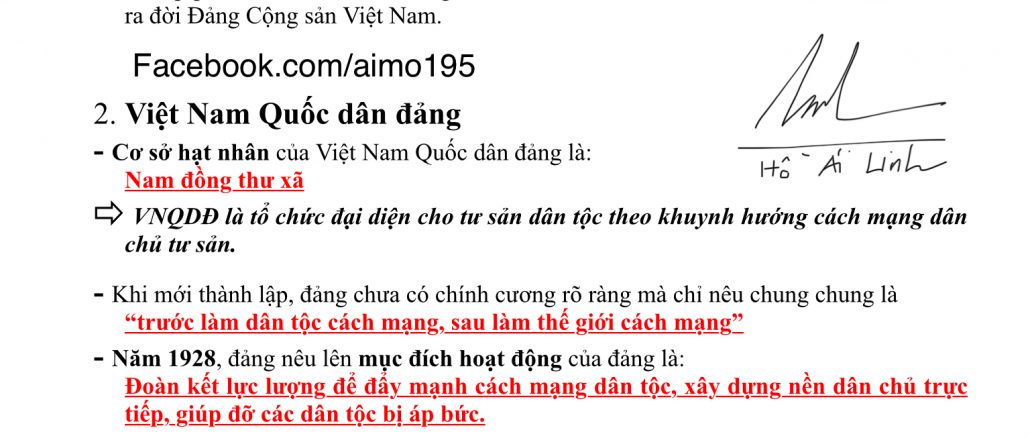 ra đời Đảng Cộng sản Việt Nam.
Facebook.com/aimo195
2. Việt Nam Quốc dân đảng
- Cơ sở hạt nhân của Việt Nam Quốc dân đảng là:
Nam đồng thư xã
Hồ Ái Linh
⇨ VNQDĐ là tổ chức đại diện cho tư sản dân tộc theo khuynh hướng cách mạng dân
chủ tư sản.
- Khi mới thành lập, đảng chưa có chính cương rõ ràng mà chỉ nêu chung chung là
“trước làm dân tộc cách mạng, sau làm thế giới cách mạng”
- Năm 1928, đảng nêu lên mục đích hoạt động của đảng là:
Đoàn kết lực lượng để đẩy mạnh cách mạng dân tộc, xây dựng nền dân chủ trực
tiếp, giúp đỡ các dân tộc bị áp bức.